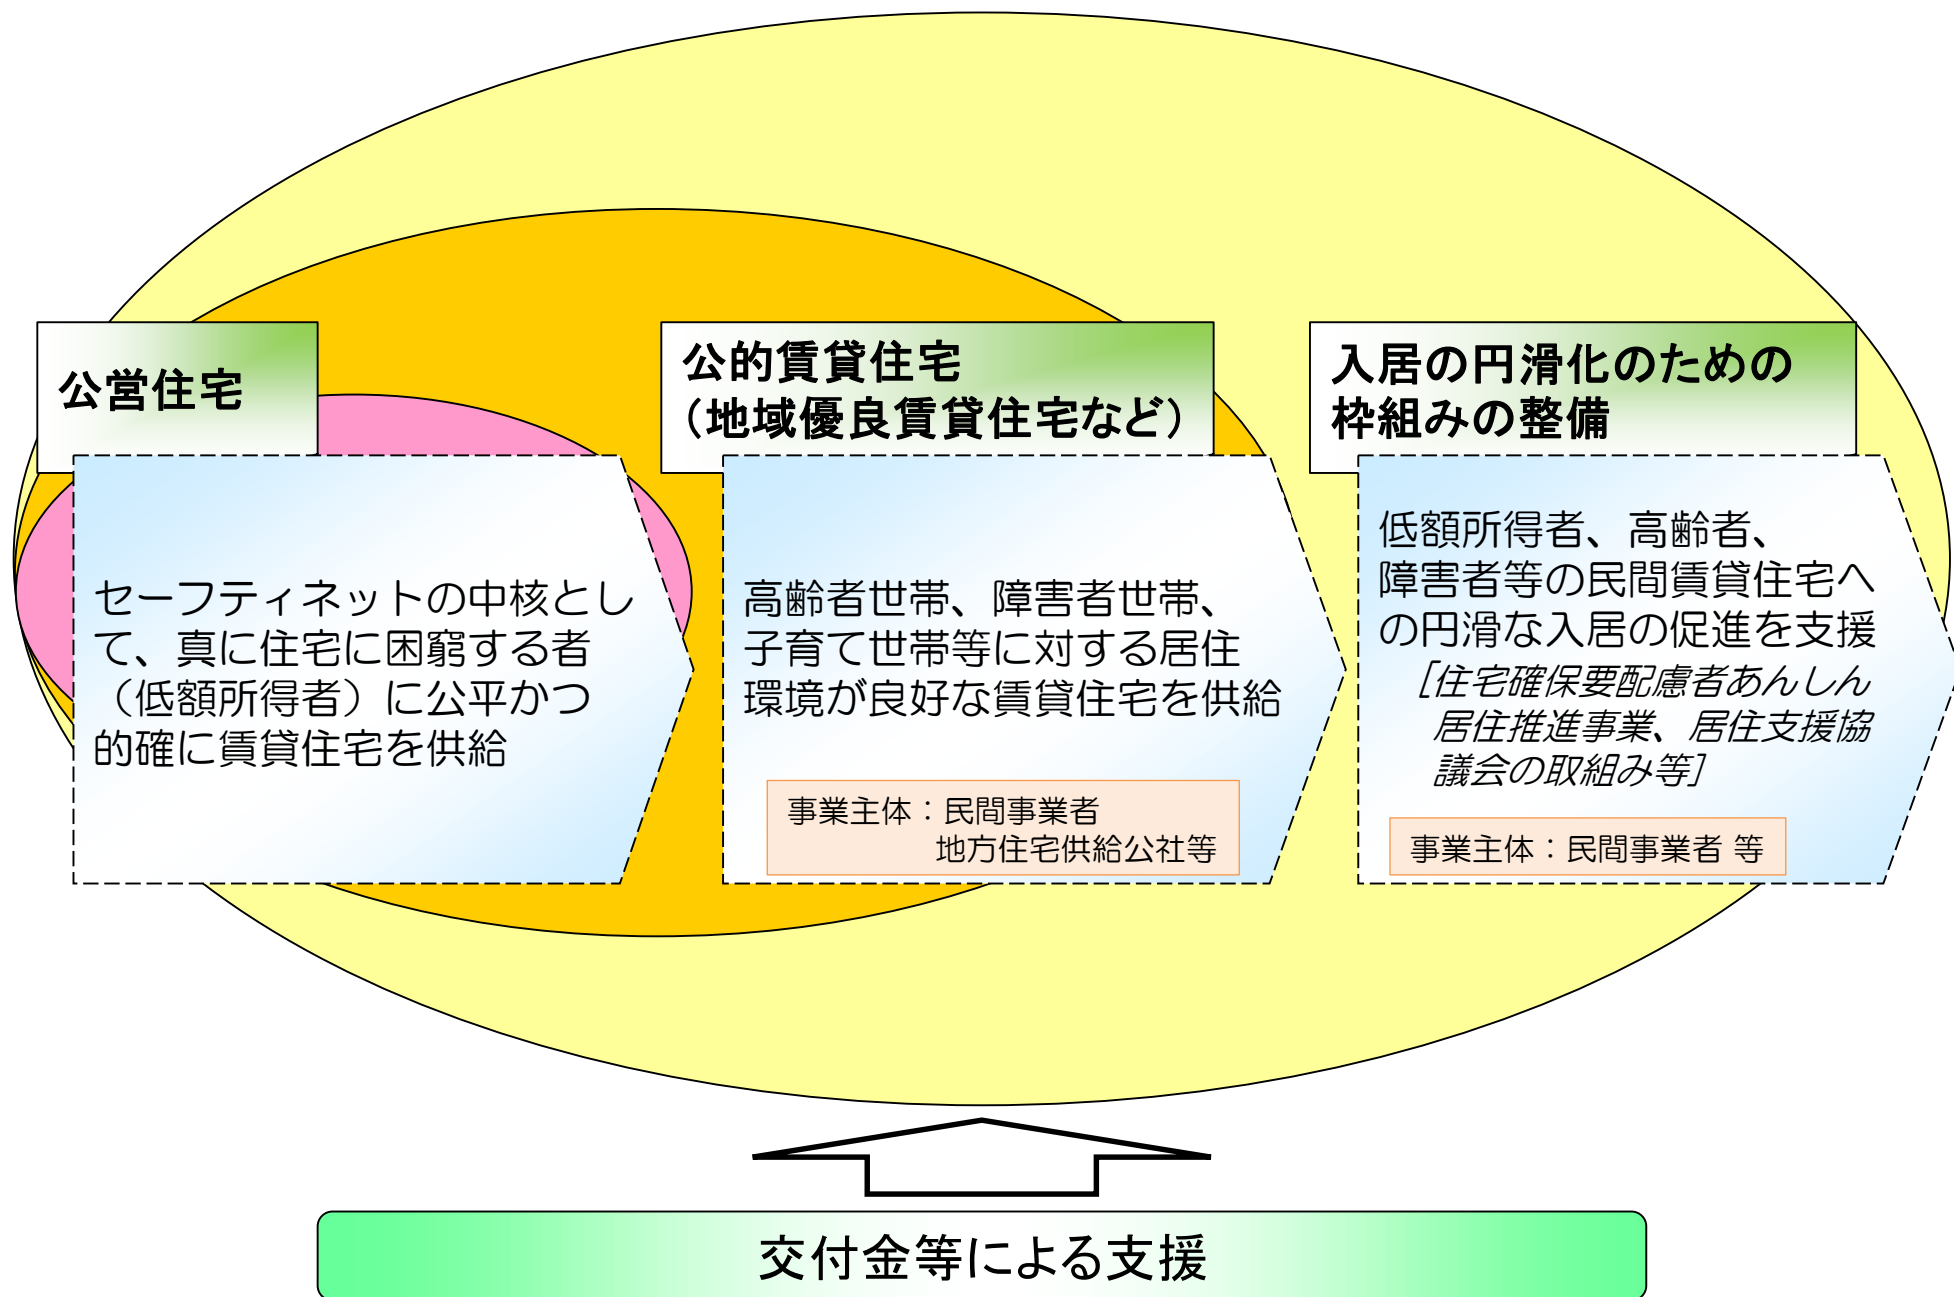 公営住宅
セーフティネットの中核とし
て、真に住宅に困窮する者
（低額所得者）に公平かつ
的確に賃貸住宅を供給
公的賃貸住宅
（地域優良賃貸住宅など）
高齢者世帯、障害者世帯、
子育て世帯等に対する居住
環境が良好な賃貸住宅を供給
事業主体：民間事業者
地方住宅供給公社等
入居の円滑化のための
枠組みの整備
低額所得者、高齢者、
障害者等の民間賃貸住宅へ
の円滑な入居の促進を支援
［住宅確保要配慮者あんしん
居住推進事業、居住支援協
議会の取組み等］
事業主体：民間事業者 等
交付金等による支援